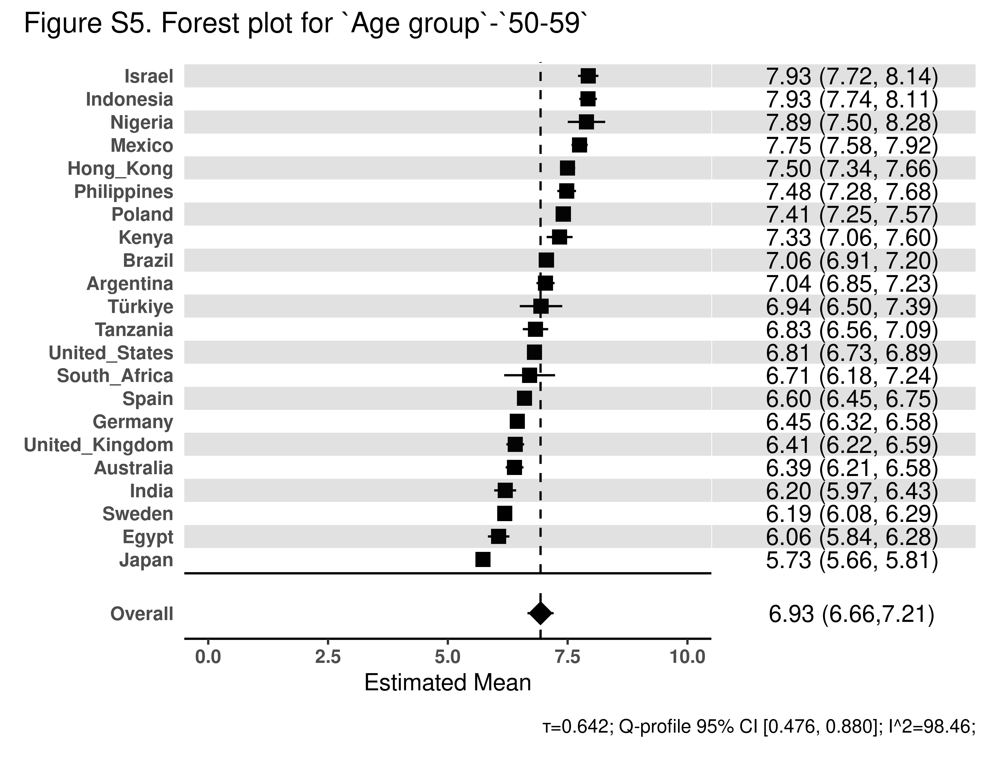 Figure S5. Forest plot for `Age group`-`50-59`
Israel 7.93 (7.72, 8.14)
Indonesia 7.93 (7.74, 8.11)
Nigeria 7.89 (7.50, 8.28)
Mexico 7.75 (7.58, 7.92)
Hong_Kong 7.50 (7.34, 7.66)
Philippines 7.48 (7.28, 7.68)
Poland 7.41 (7.25, 7.57)
Kenya 7.33 (7.06, 7.60)
Brazil 7.06 (6.91, 7.20)
Argentina 7.04 (6.85, 7.23)
Türkiye 6.94 (6.50, 7.39)
Tanzania 6.83 (6.56, 7.09)
United_States 6.81 (6.73, 6.89)
South_Africa 6.71 (6.18, 7.24)
Spain 6.60 (6.45, 6.75)
Germany 6.45 (6.32, 6.58)
United_Kingdom 6.41 (6.22, 6.59)
Australia 6.39 (6.21, 6.58)
India 6.20 (5.97, 6.43)
Sweden 6.19 (6.08, 6.29)
Egypt 6.06 (5.84, 6.28)
Japan 5.73 (5.66, 5.81)
Overall 6.93 (6.66,7.21)
0.0 2.5 5.0 7.5 10.0
Estimated Mean
τ=0.642; Q-profile 95% CI [0.476, 0.880]; I^2=98.46;